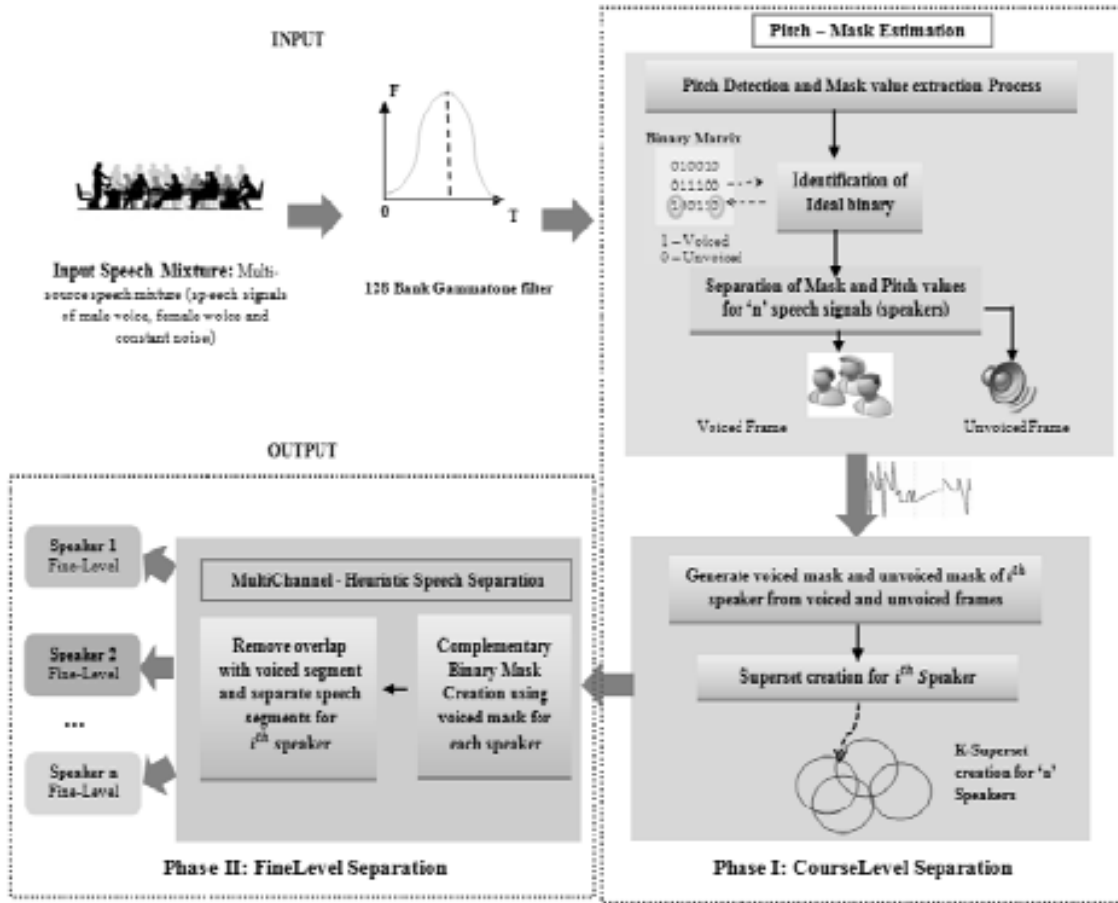 INPUT
F
0
T
Input Speech Mixture: Multi-
source speech mixture (speech signals
of male voice, female voice and
constant noise)
128 Bank Gammatone filter
Pitch – Mask Estimation
Pitch Detection and Mask value extraction Process
Binary Matrix
010010
011100
100110
1 – Voiced
0 – Unvoiced
Identification of
Ideal binary
Separation of Mask and Pitch values
for ‘n’ speech signals (speakers)
Voiced Frame
Unvoiced Frame
Generate voiced mask and unvoiced mask of i^th
speaker from voiced and unvoiced frames
Superset creation for i^th Speaker
K-Superset
creation for ‘n’
Speakers
Phase I: CourseLevel Separation
OUTPUT
MultiChannel - Heuristic Speech Separation
Complementary
Binary Mask
Creation using
voiced mask for
each speaker
Remove overlap
with voiced segment
and separate speech
segments for
i^th speaker
Speaker 1
Fine-Level
Speaker 2
Fine-Level
...
Speaker n
Fine-Level
Phase II: FineLevel Separation